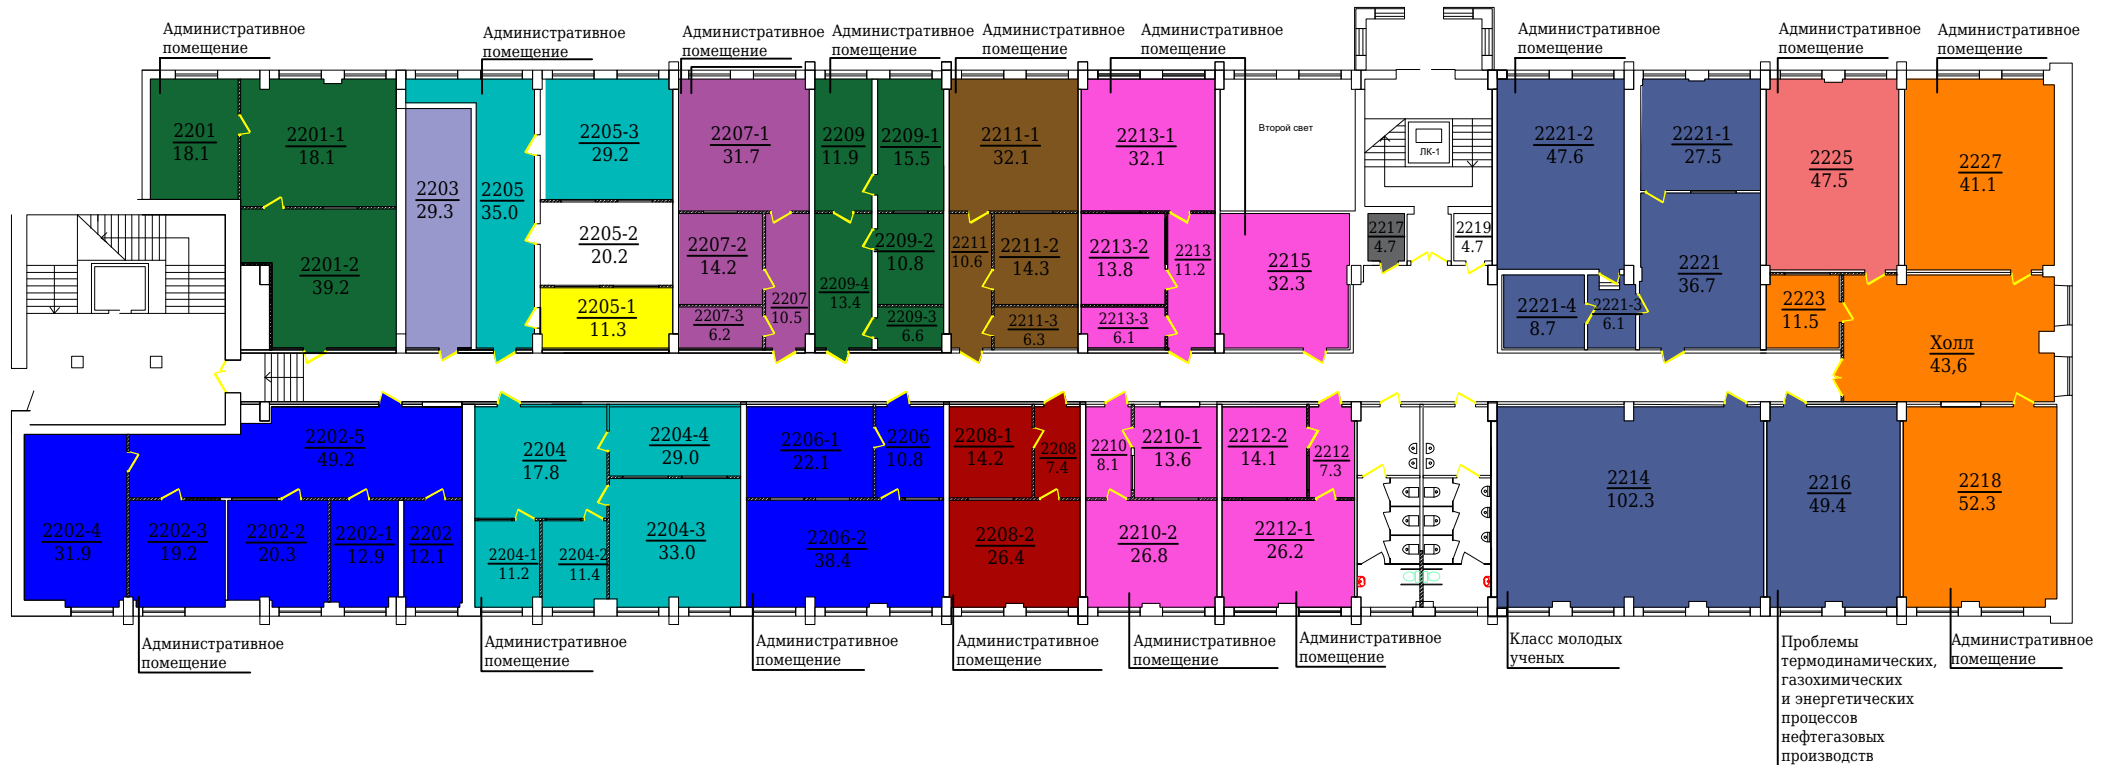 Административное
помещение
Административное
помещение
Административное
помещение
Административное
помещение
Административное
помещение
Административное
помещение
Административное
помещение
Административное
помещение
Административное
помещение
2201
18.1
2201-1
18.1
2201-2
39.2
2203
29.3
2205
35.0
2205-3
29.2
2205-2
20.2
2205-1
11.3
2207-1
31.7
2207-2
14.2
2207-3
6.2
2207
10.5
2209
11.9
2209-1
15.5
2209-2
10.8
2209-4
13.4
2209-3
6.6
2211-1
32.1
2211
10.6
2211-2
14.3
2211-3
6.3
2213-1
32.1
2213-2
13.8
2213
11.2
2213-3
6.1
Второй свет
2215
32.3
ЛК-1
2217
4.7
2219
4.7
2221-2
47.6
2221-1
27.5
2221
36.7
2221-4
8.7
2221-3
6.1
2225
47.5
2223
11.5
2227
41.1
Холл
43,6
2202-5
49.2
2202-4
31.9
2202-3
19.2
2202-2
20.3
2202-1
12.9
2202
12.1
2204
17.8
2204-4
29.0
2204-1
11.2
2204-2
11.4
2204-3
33.0
2206-1
22.1
2206
10.8
2206-2
38.4
2208-1
14.2
2208
7.4
2208-2
26.4
2210
8.1
2210-1
13.6
2210-2
26.8
2212-2
14.1
2212
7.3
2212-1
26.2
2214
102.3
2216
49.4
2218
52.3
Административное
помещение
Административное
помещение
Административное
помещение
Административное
помещение
Административное
помещение
Административное
помещение
Класс молодых
ученых
Проблемы
термодинамических,
газохимических
и энергетических
процессов
нефтегазовых
производств
Административное
помещение